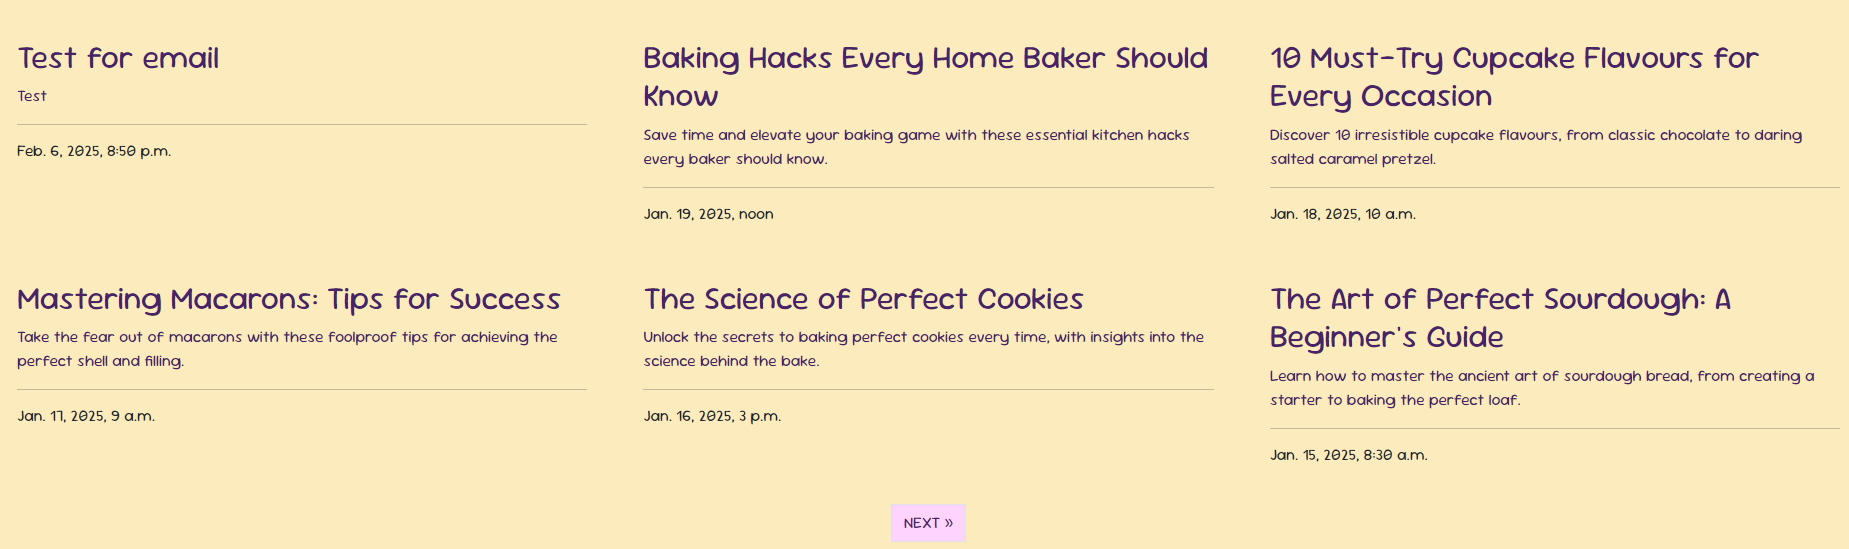 Test for email
Test
Feb. 6, 2025, 8:50 p.m.
Baking Hacks Every Home Baker Should
Know
Save time and elevate your baking game with these essential kitchen hacks
every baker should know.
Jan. 19, 2025, noon
10 Must-Try Cupcake Flavours for
Every Occasion
Discover 10 irresistible cupcake flavours, from classic chocolate to daring
salted caramel pretzel.
Jan. 18, 2025, 10 a.m.
Mastering Macarons: Tips for Success
Take the fear out of macarons with these foolproof tips for achieving the
perfect shell and filling.
Jan. 17, 2025, 9 a.m.
The Science of Perfect Cookies
Unlock the secrets to baking perfect cookies every time, with insights into the
science behind the bake.
Jan. 16, 2025, 3 p.m.
The Art of Perfect Sourdough: A
Beginner's Guide
Learn how to master the ancient art of sourdough bread, from creating a
starter to baking the perfect loaf.
Jan. 15, 2025, 8:30 a.m.
NEXT »